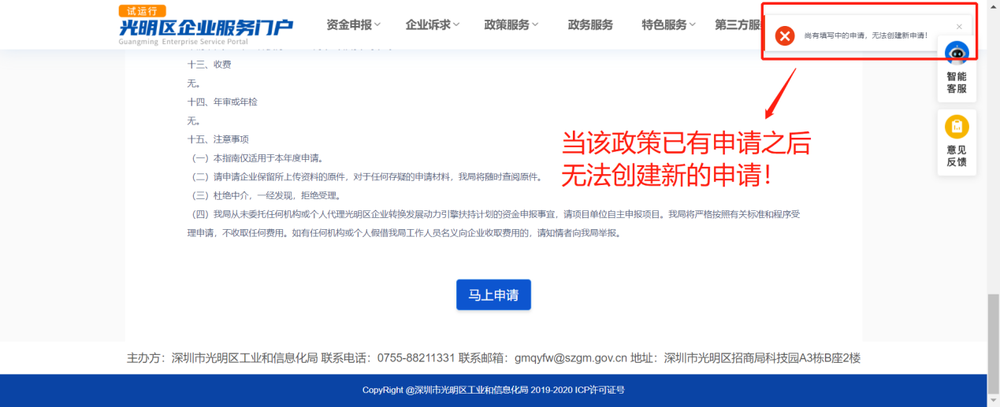 试运行
光明区企业服务门户
Guangming Enterprise Service Portal
资金申报 企业诉求 政策服务 政务服务 特色服务 第三方服
尚有填写中的申请，无法创建新申请!
智能
客服
意见
反馈
十三、收费
无。
十四、年审或年检
无。
十五、注意事项
（一）本指南仅适用于本年度申请。
（二）请申请企业保留所上传资料的原件，对于任何存疑的申请材料，我局将随时查阅原件。
（三）杜绝中介，一经发现，拒绝受理。
（四）我局从未委托任何机构或个人代理光明区企业转换发展动力引擎扶持计划的资金申报事宜，请项目单位自主申报项目。我局将严格按照有关标准和程序受
理申请，不收取任何费用。如有任何机构或个人假借我局工作人员名义向企业收取费用的，请知情者向我局举报。
当该政策已有申请之后
无法创建新的申请！
马上申请
主办方：深圳市光明区工业和信息化局 联系电话：0755-88211331 联系邮箱：gmqyfw@szgm.gov.cn 地址：深圳市光明区招商局科技园A3栋B座2楼
CopyRight @深圳市光明区工业和信息化局 2019-2020 ICP许可证号